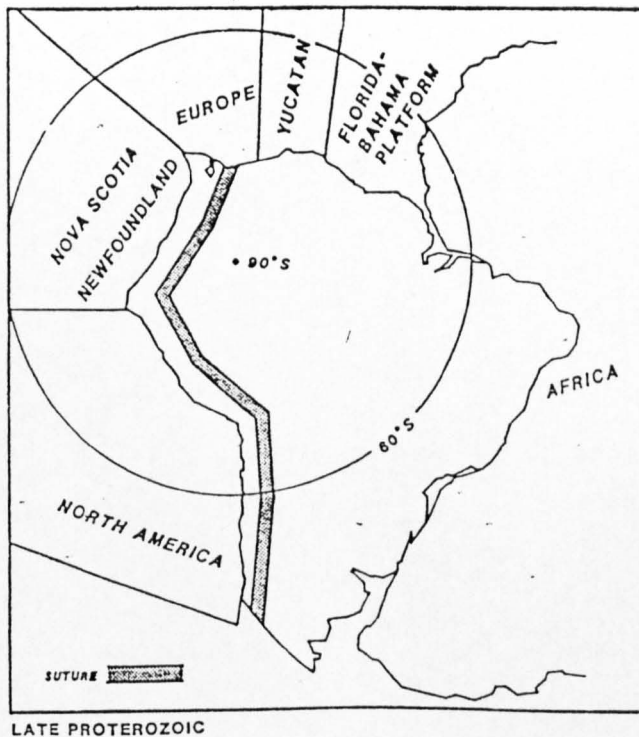 EUROPE
YUCATAN
FLORIDA-
BAHAMA
PLATFORM
NOVA SCOTIA
NEWFOUNDLAND
90°S
AFRICA
60°S
NORTH AMERICA
SUTURE
LATE PROTEROZOIC